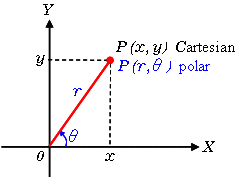 Y
P(x, y) Cartesian
y
P(r, θ) polar
r
θ
0
x
X